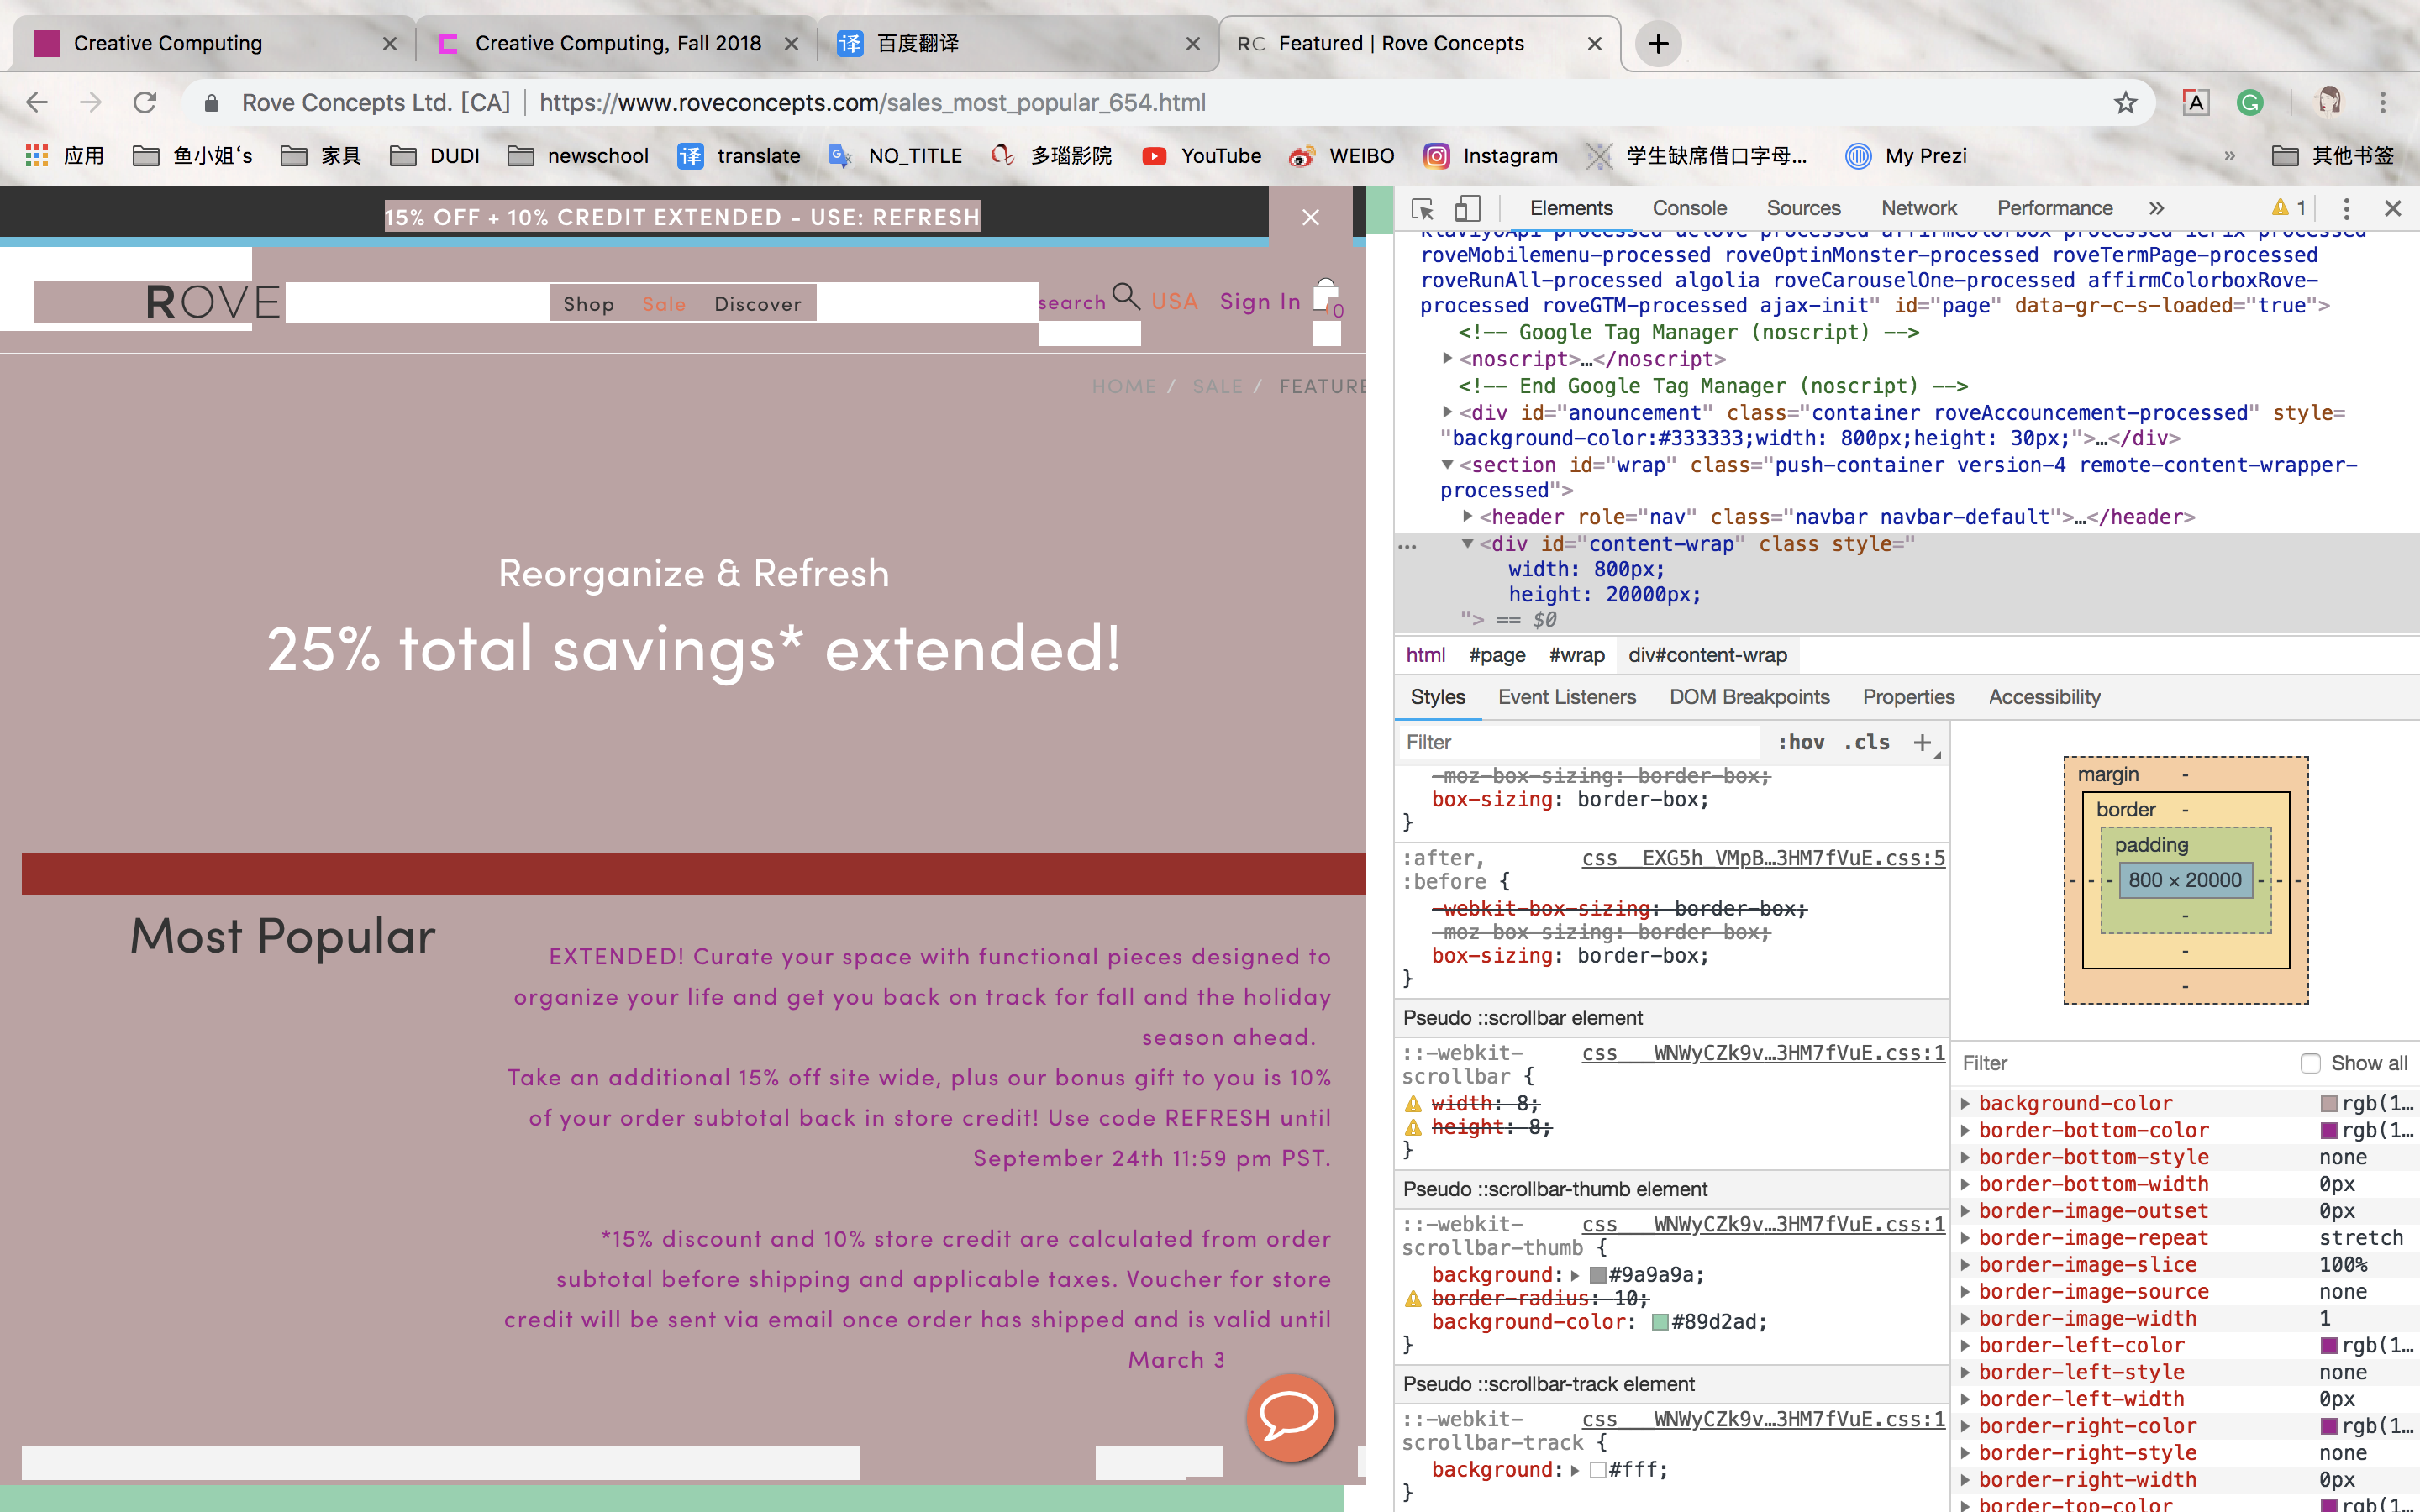 Creative Computing
Creative Computing, Fall 2018
译 百度翻译
RC Featured | Rove Concepts
Rove Concepts Ltd. [CA] | https://www.roveconcepts.com/sales_most_popular_654.html
应用
鱼小姐‘s
家具
DUDI
newschool
译 translate
NO_TITLE
多瑙影院
YouTube
WEIBO
Instagram
学生缺席借口字母...
My Prezi
»
其他书签
15% OFF + 10% CREDIT EXTENDED - USE: REFRESH
ROVE
Shop Sale Discover
search USA Sign In 0
HOME / SALE / FEATURE
Reorganize & Refresh
25% total savings* extended!
Most Popular
EXTENDED! Curate your space with functional pieces designed to
organize your life and get you back on track for fall and the holiday
season ahead.
Take an additional 15% off site wide, plus our bonus gift to you is 10%
of your order subtotal back in store credit! Use code REFRESH until
September 24th 11:59 pm PST.
*15% discount and 10% store credit are calculated from order
subtotal before shipping and applicable taxes. Voucher for store
credit will be sent via email once order has shipped and is valid until
March 3
Elements Console Sources Network Performance » 1
roveMobilemenu-processed roveOptinMonster-processed roveTermPage-processed
roveRunAll-processed algolia roveCarouselOne-processed affirmColorboxRove-
processed roveGTM-processed ajax-init" id="page" data-gr-c-s-loaded="true">
<!-- Google Tag Manager (noscript) -->
<noscript>…</noscript>
<!-- End Google Tag Manager (noscript) -->
<div id="anouncement" class="container roveAccouncement-processed" style=
"background-color:#333333;width: 800px;height: 30px;">…</div>
<section id="wrap" class="push-container version-4 remote-content-wrapper-
processed">
<header role="nav" class="navbar navbar-default">…</header>
<div id="content-wrap" class style="
width: 800px;
height: 20000px;
"> == $0
html #page #wrap div#content-wrap
Styles Event Listeners DOM Breakpoints Properties Accessibility
Filter :hov .cls +
-moz-box-sizing: border-box;
box-sizing: border-box;
}
:after, css__EXG5h_VMpB…3HM7fVuE.css:5
:before {
-webkit-box-sizing: border-box;
-moz-box-sizing: border-box;
box-sizing: border-box;
}
Pseudo ::scrollbar element
::-webkit- css___WNWyCZk9v…3HM7fVuE.css:1
scrollbar {
width: 8;
height: 8;
}
Pseudo ::scrollbar-thumb element
::-webkit- css___WNWyCZk9v…3HM7fVuE.css:1
scrollbar-thumb {
background: #9a9a9a;
border-radius: 10;
background-color: #89d2ad;
}
Pseudo ::scrollbar-track element
::-webkit- css___WNWyCZk9v…3HM7fVuE.css:1
scrollbar-track {
background: #fff;
}
margin -
border -
padding
- - - 800 × 20000 - - -
-
-
-
Filter Show all
background-color rgb(1…
border-bottom-color rgb(1…
border-bottom-style none
border-bottom-width 0px
border-image-outset 0px
border-image-repeat stretch
border-image-slice 100%
border-image-source none
border-image-width 1
border-left-color rgb(1…
border-left-style none
border-left-width 0px
border-right-color rgb(1…
border-right-style none
border-right-width 0px
border-top-color rgb(1…